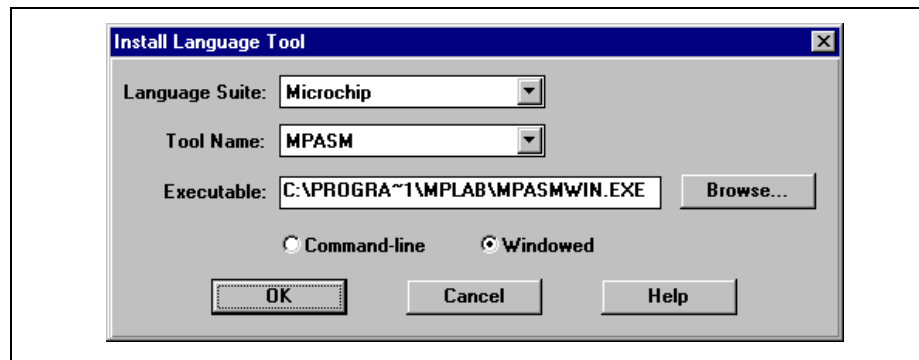 Install Language Tool
Language Suite: Microchip
Tool Name: MPASM
Executable: C:\PROGRA~1\MPLAB\MPASMWIN.EXE Browse...
Command-line Windowed
OK Cancel Help